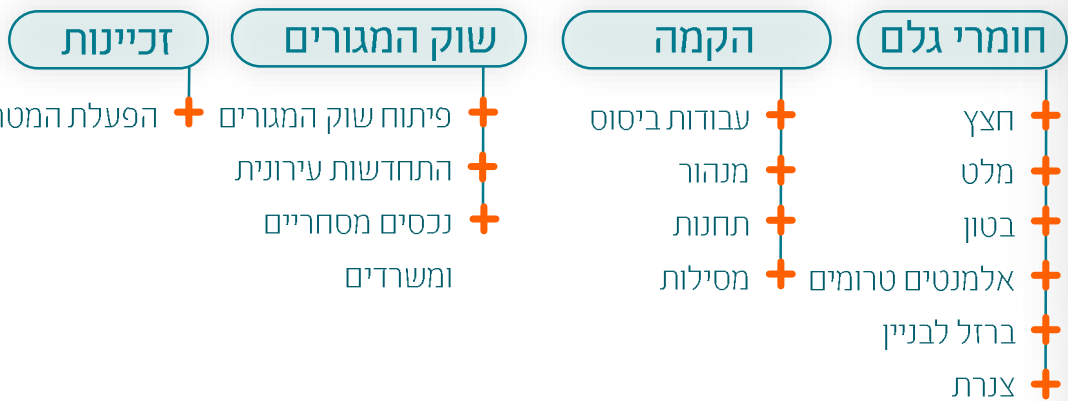 חומרי גלם
חצץ
מלט
בטון
אלמנטים טרומים
ברזל לבניין
צנרת
הקמה
עבודות ביסוס
מנהור
תחנות
מסילות
שוק המגורים
פיתוח שוק המגורים
התחדשות עירונית
נכסים מסחריים
ומשרדים
זכיינות
הפעלת